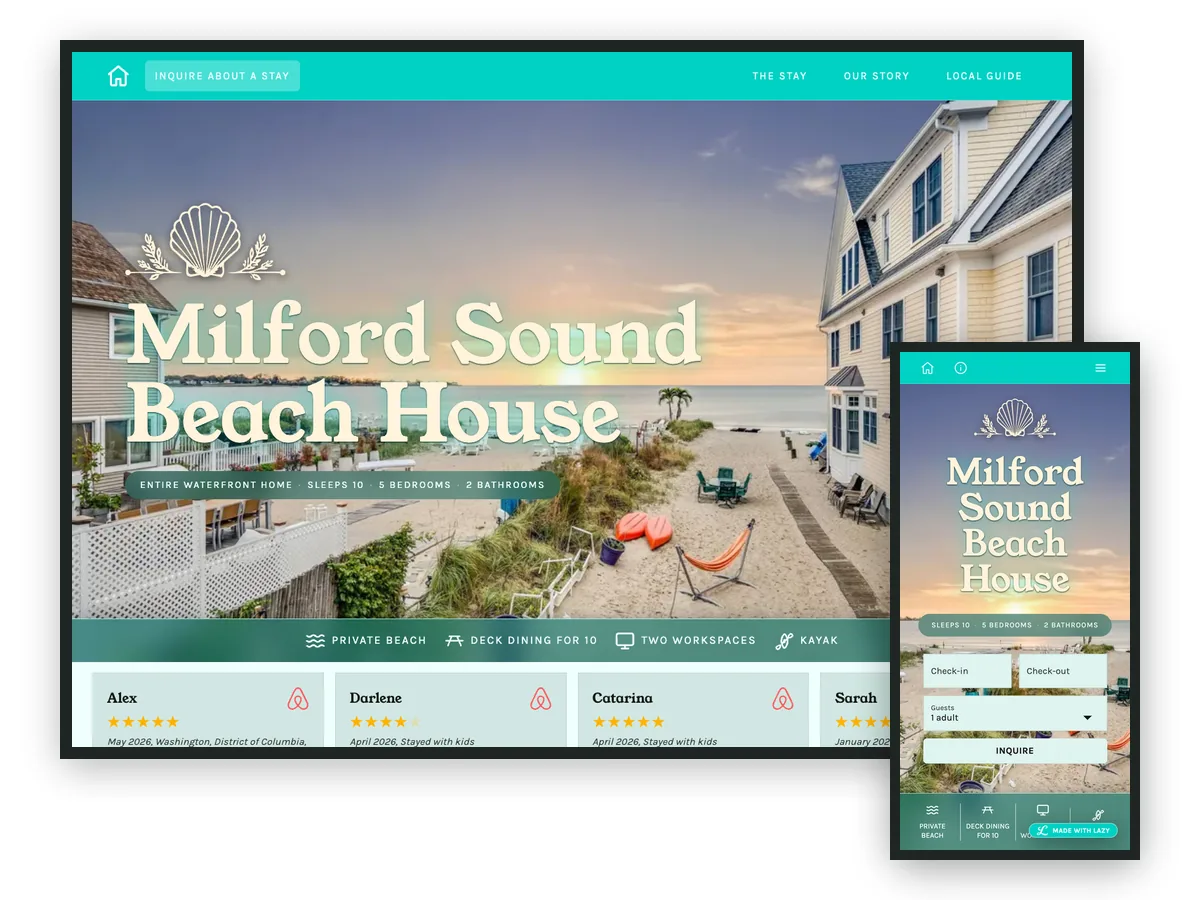 INQUIRE ABOUT A STAY
THE STAY
OUR STORY
LOCAL GUIDE
Milford Sound
Beach House
ENTIRE WATERFRONT HOME · SLEEPS 10 · 5 BEDROOMS · 2 BATHROOMS
PRIVATE BEACH
DECK DINING FOR 10
TWO WORKSPACES
KAYAK
Alex
May 2026, Washington, District of Columbia,
Darlene
April 2026, Stayed with kids
Catarina
April 2026, Stayed with kids
Sarah
January 202
Milford
Sound
Beach
House
SLEEPS 10 · 5 BEDROOMS · 2 BATHROOMS
Check-in
Check-out
Guests
1 adult
INQUIRE
PRIVATE
BEACH
DECK DINING
FOR 10
MADE WITH LAZY